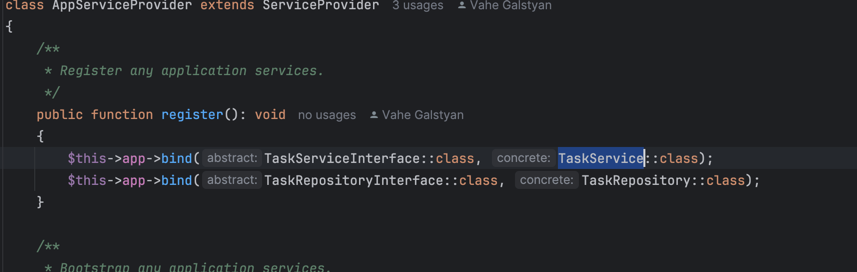 class AppServiceProvider extends ServiceProvider 3 usages Vahe Galstyan
{
/**
* Register any application services.
*/
public function register(): void no usages Vahe Galstyan
{
$this->app->bind( abstract: TaskServiceInterface::class, concrete: TaskService::class);
$this->app->bind( abstract: TaskRepositoryInterface::class, concrete: TaskRepository::class);
}
/**
* Bootstrap any application services.